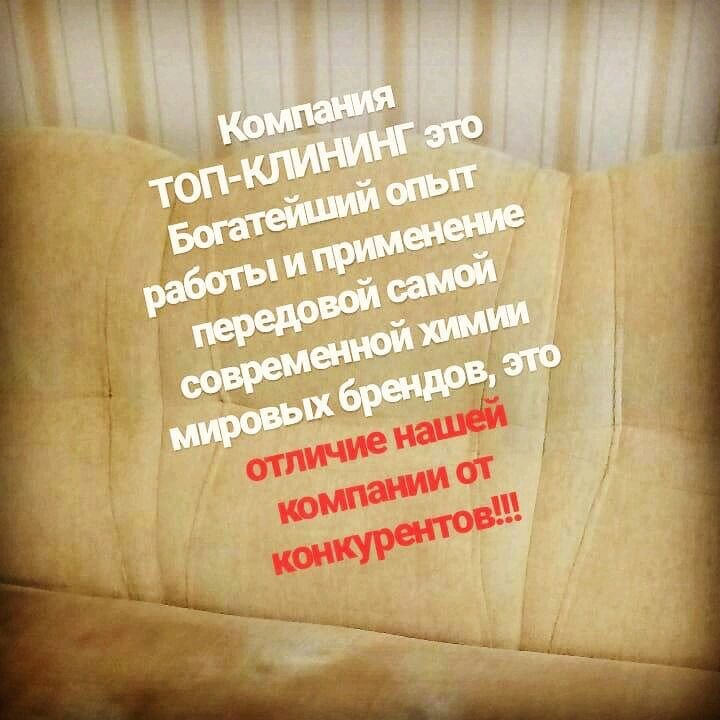 Компания
ТОП-КЛИНИНГ это
Богатейший опыт
работы и применение
передовой самой
современной химии
мировых брендов, это
отличие нашей
компании от
конкурентов!!!